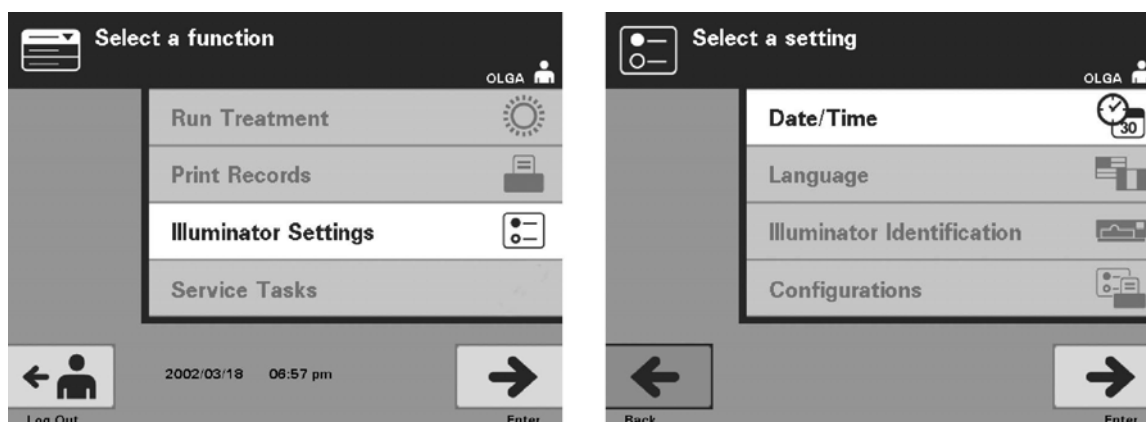 Select a function
OLGA
Run Treatment
Print Records
Illuminator Settings
Service Tasks
2002/03/18 06:57 pm
Log Out
Enter
Select a setting
OLGA
Date/Time
30
Language
Illuminator Identification
Configurations
Back
Enter